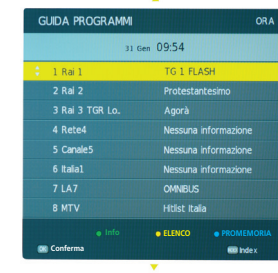 GUIDA PROGRAMMI ORA
31 Gen 09:54
1 Rai 1 TG 1 FLASH
2 Rai 2 Protestantesimo
3 Rai 3 TGR Lo. Agorà
4 Rete4 Nessuna informazione
5 Canale5 Nessuna informazione
6 Italia1 Nessuna informazione
7 LA7 OMNIBUS
8 MTV Hitlist Italia
Info ELENCO PROMEMORIA
OK Conferma Index